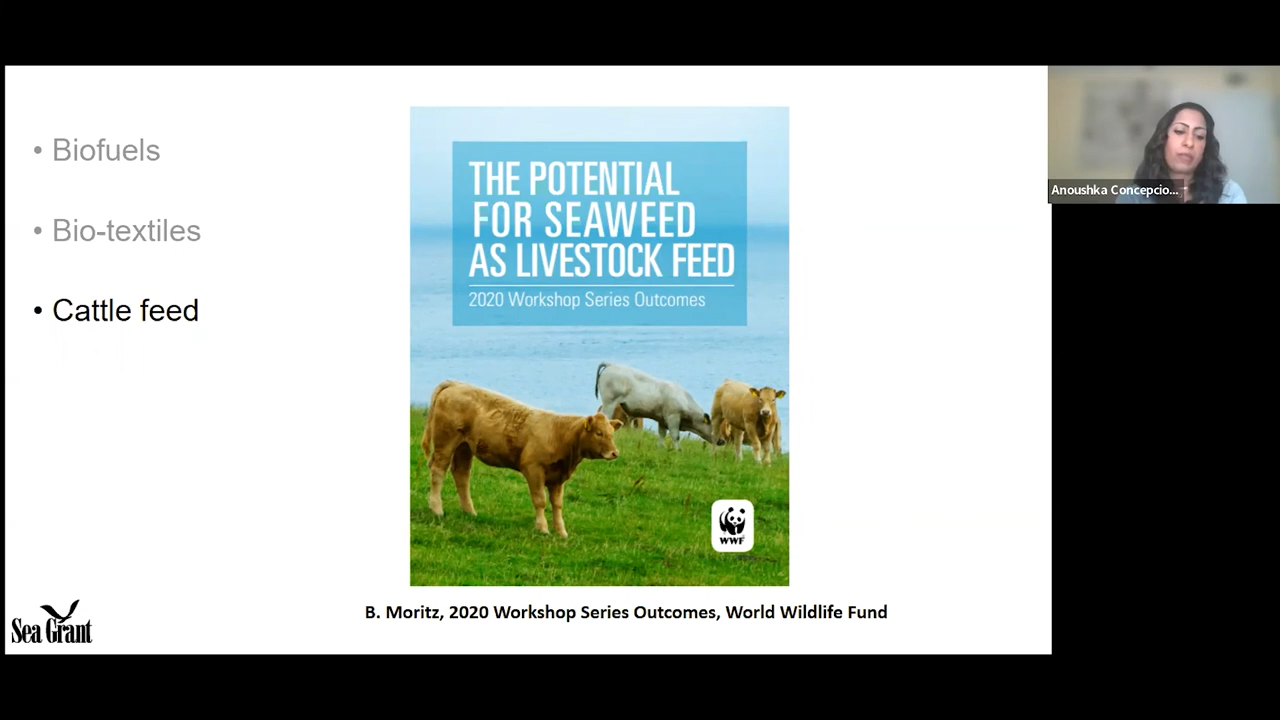 • Biofuels
• Bio-textiles
• Cattle feed
THE POTENTIAL
FOR SEAWEED
AS LIVESTOCK FEED
2020 Workshop Series Outcomes
WWF
B. Moritz, 2020 Workshop Series Outcomes, World Wildlife Fund
Sea Grant
Anoushka Concepcio...